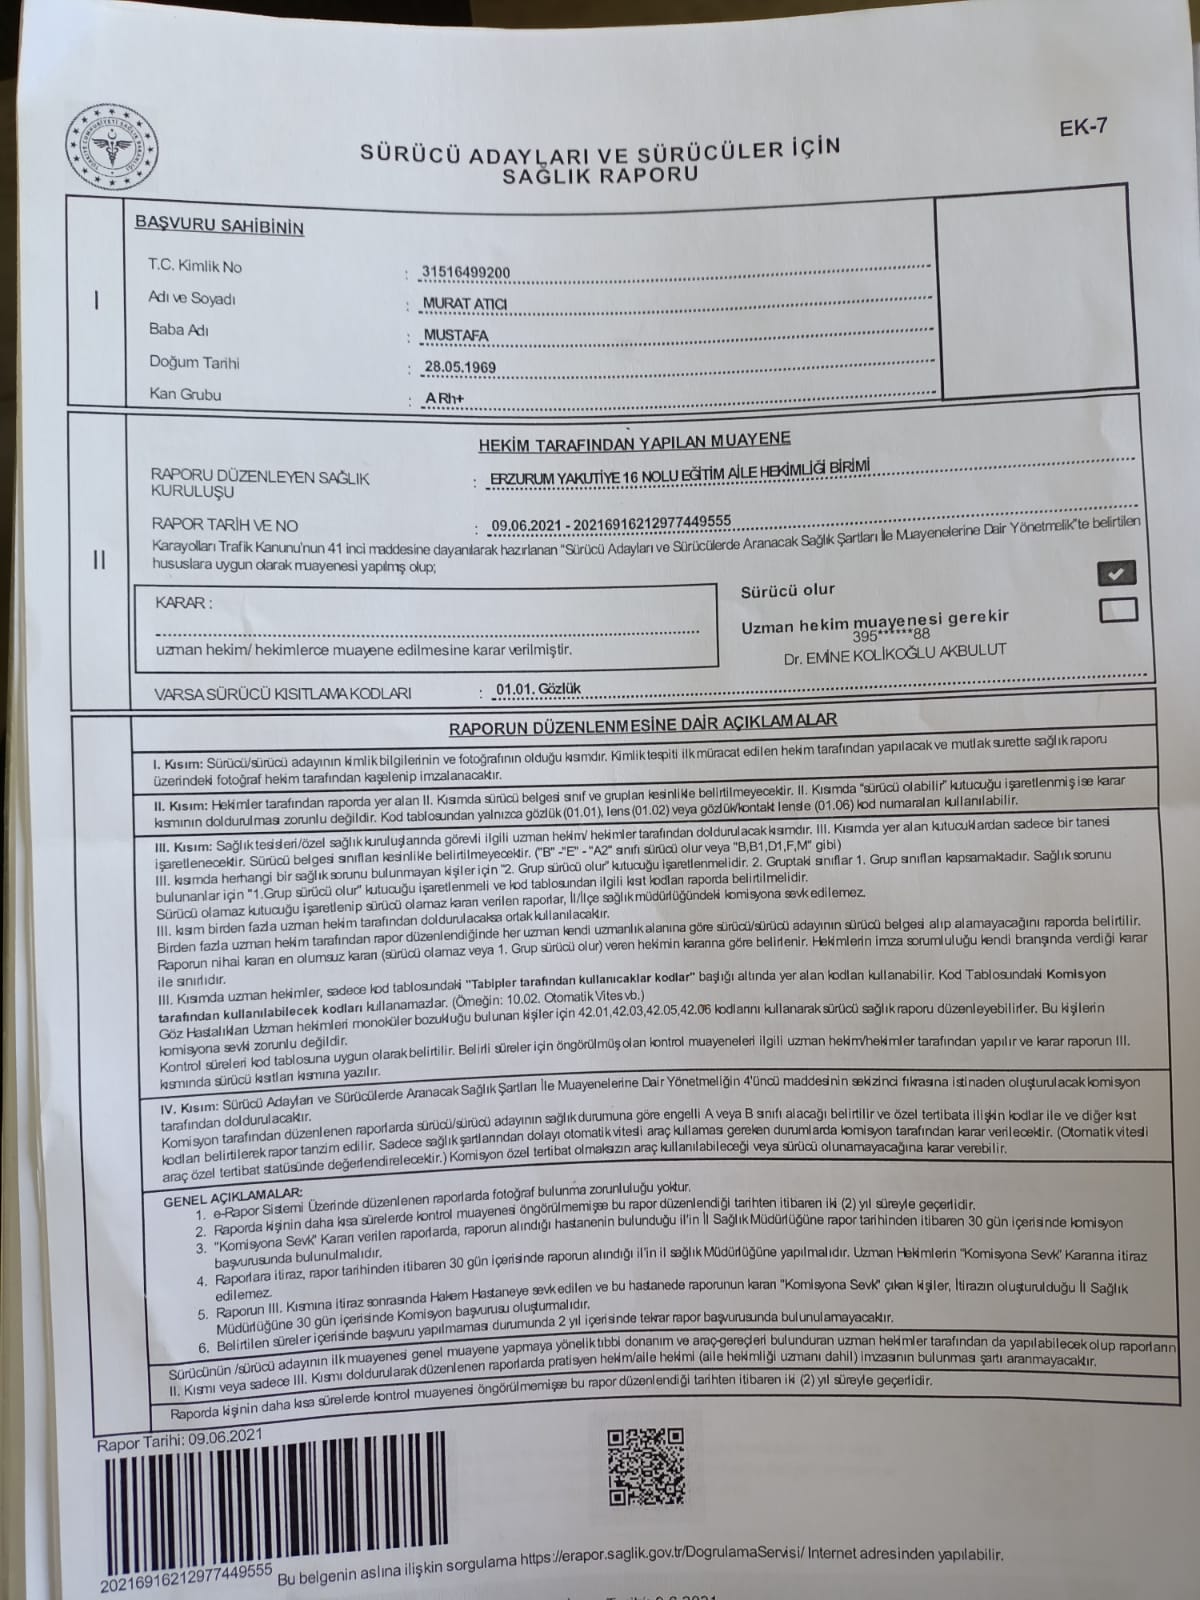 EK-7
SÜRÜCÜ ADAYLARI VE SÜRÜCÜLER İÇİN
SAĞLIK RAPORU
I
BAŞVURU SAHİBİNİN
T.C. Kimlik No : 31516499200
Adı ve Soyadı : MURAT ATICI
Baba Adı : MUSTAFA
Doğum Tarihi : 28.05.1969
Kan Grubu : A Rh+
II
HEKİM TARAFINDAN YAPILAN MUAYENE
RAPORU DÜZENLEYEN SAĞLIK
KURULUŞU : ERZURUM YAKUTİYE 16 NOLU EĞİTİM AİLE HEKİMLİĞİ BİRİMİ
RAPOR TARİH VE NO : 09.06.2021 - 20216916212977449555
Karayolları Trafik Kanunu'nun 41 inci maddesine dayanılarak hazırlanan "Sürücü Adayları ve Sürücülerde Aranacak Sağlık Şartları İle Muayenelerine Dair Yönetmelik"te belirtilen
hususlara uygun olarak muayenesi yapılmş olup;
KARAR :
uzman hekim/ hekimlerce muayene edilmesine karar verilmiştir.
Sürücü olur
Uzman hekim muayenesi gerekir
395******88
Dr. EMİNE KOLİKOĞLU AKBULUT
VARSA SÜRÜCÜ KISITLAMA KODLARI : 01.01. Gözlük
RAPORUN DÜZENLENMESİNE DAİR AÇIKLAMALAR
I. Kısım: Sürücü/sürücü adayının kimlik bilgilerinin ve fotoğrafının olduğu kısımdır. Kimlik tespiti ilk müracat edilen hekim tarafından yapılacak ve mutlak surette sağlık raporu
üzerindeki fotoğraf hekim tarafından kaşelenip imzalanacaktır.
II. Kısım: Hekimler tarafından raporda yer alan II. Kısımda sürücü belgesi sınıf ve grupları kesinlikle belirtilmeyecektir. II. Kısımda "sürücü olabilir" kutucuğu işaretlenmiş ise karar
kısmının doldurulması zorunlu değildir. Kod tablosundan yalnızca gözlük (01.01), lens (01.02) veya gözlük/kontakt lensle (01.06) kod numaraları kullanılabilir.
III. Kısım: Sağlık tesisleri/özel sağlık kuruluşlarında görevli ilgili uzman hekim/ hekimler tarafından doldurulacak kısımdır. III. Kısımda yer alan kutucuklardan sadece bir tanesi
işaretlenecektir. Sürücü belgesi sınıfları kesinlikle belirtilmeyecektir. ("B" -"E" - "A2" sınıfı sürücü olur veya "B,B1,D1,F,M" gibi)
III. kısımda herhangi bir sağlık sorunu bulunmayan kişiler için "2. Grup sürücü olur" kutucuğu işaretlenmelidir. 2. Gruptaki sınıflar 1. Grup sınıfları kapsamaktadır. Sağlık sorunu
bulunanlar için "1.Grup sürücü olur" kutucuğu işaretlenmeli ve kod tablosundan ilgili kısıt kodları raporda belirtilmelidir.
Sürücü olamaz kutucuğu işaretlenip sürücü olamaz kararı verilen raporlar, İl/İlçe sağlık müdürlüğündeki komisyona sevk edilemez.
III. kısım birden fazla uzman hekim tarafından doldurulacaksa ortak kullanılacaktır.
Birden fazla uzman hekim tarafından rapor düzenlendiğinde her uzman kendi uzmanlık alanına göre sürücü/sürücü adayının sürücü belgesi alıp alamayacağını raporda belirtilir.
Raporun nihai kararı en olumsuz kararı (sürücü olamaz veya 1. Grup sürücü olur) veren hekimin kararına göre belirlenir. Hekimlerin imza sorumluluğu kendi branşında verdiği karar
ile sınırlıdır.
III. Kısımda uzman hekimler, sadece kod tablosundaki "Tabipler tarafından kullanıcaklar kodlar" başlığı altında yer alan kodları kullanabilir. Kod Tablosundaki Komisyon
tarafından kullanılabilecek kodları kullanamazlar. (Örneğin: 10.02. Otomatik Vites vb.)
Göz Hastalıkları Uzman hekimleri monoküler bozukluğu bulunan kişiler için 42.01,42.03,42.05,42.06 kodlarını kullanarak sürücü sağlık raporu düzenleyebilirler. Bu kişilerin
komisyona sevki zorunlu değildir.
Kontrol süreleri kod tablosuna uygun olarak belirtilir. Belirli süreler için öngörülmüş olan kontrol muayeneleri ilgili uzman hekim/hekimler tarafından yapılır ve karar raporun III.
kısmında sürücü kısıtları kısmına yazılır.
IV. Kısım: Sürücü Adayları ve Sürücülerde Aranacak Sağlık Şartları İle Muayenelerine Dair Yönetmeliğin 4'üncü maddesinin sekizinci fıkrasına istinaden oluşturulacak komisyon
tarafından doldurulacaktır.
Komisyon tarafından düzenlenen raporlarda sürücü/sürücü adayının sağlık durumuna göre engelli A veya B sınıfı alacağı belirtilir ve özel tertibata ilişkin kodlar ile ve diğer kısıt
kodları belirtilerek rapor tanzim edilir. Sadece sağlık şartlarından dolayı otomatik vitesli araç kullaması gereken durumlarda komisyon tarafından karar verilecektir. (Otomatik vitesli
araç özel tertibat statüsünde değerlendirelecektir.) Komisyon özel tertibat olmaksızın araç kullanılabileceği veya sürücü olunamayacağına karar verebilir.
GENEL AÇIKLAMALAR:
1. e-Rapor Sistemi Üzerinde düzenlenen raporlarda fotoğraf bulunma zorunluluğu yoktur.
2. Raporda kişinin daha kısa sürelerde kontrol muayenesi öngörülmemişse bu rapor düzenlendiği tarihten itibaren iki (2) yıl süreyle geçerlidir.
3. "Komisyona Sevk" Kararı verilen raporlarda, raporun alındığı hastanenin bulunduğu il'in İl Sağlık Müdürlüğüne rapor tarihinden itibaren 30 gün içerisinde komisyon
başvurusunda bulunulmalıdır.
4. Raporlara itiraz, rapor tarihinden itibaren 30 gün içerisinde raporun alındığı il'in il sağlık Müdürlüğüne yapılmalıdır. Uzman Hekimlerin "Komisyona Sevk" Kararına itiraz
edilemez.
5. Raporun III. Kısmına itiraz sonrasında Hakem Hastaneye sevk edilen ve bu hastanede raporunun kararı "Komisyona Sevk" çıkan kişiler, İtirazın oluşturulduğu İl Sağlık
Müdürlüğüne 30 gün içerisinde Komisyon başvurusu oluşturmalıdır.
6. Belirtilen süreler içerisinde başvuru yapılmaması durumunda 2 yıl içerisinde tekrar rapor başvurusunda bulunulamayacaktır.
Sürücünün /sürücü adayının ilk muayenesi genel muayene yapmaya yönelik tıbbi donanım ve araç-gereçleri bulunduran uzman hekimler tarafından da yapılabilecek olup raporların
II. Kısmı veya sadece III. Kısmı doldurularak düzenlenen raporlarda pratisyen hekim/aile hekimi (aile hekimliği uzmanı dahil) imzasının bulunması şartı aranmayacaktır.
Raporda kişinin daha kısa sürelerde kontrol muayenesi öngörülmemişse bu rapor düzenlendiği tarihten itibaren iki (2) yıl süreyle geçerlidir.
Rapor Tarihi: 09.06.2021
20216916212977449555
Bu belgenin aslına ilişkin sorgulama https://erapor.saglik.gov.tr/DogrulamaServisi/ Internet adresinden yapılabilir.